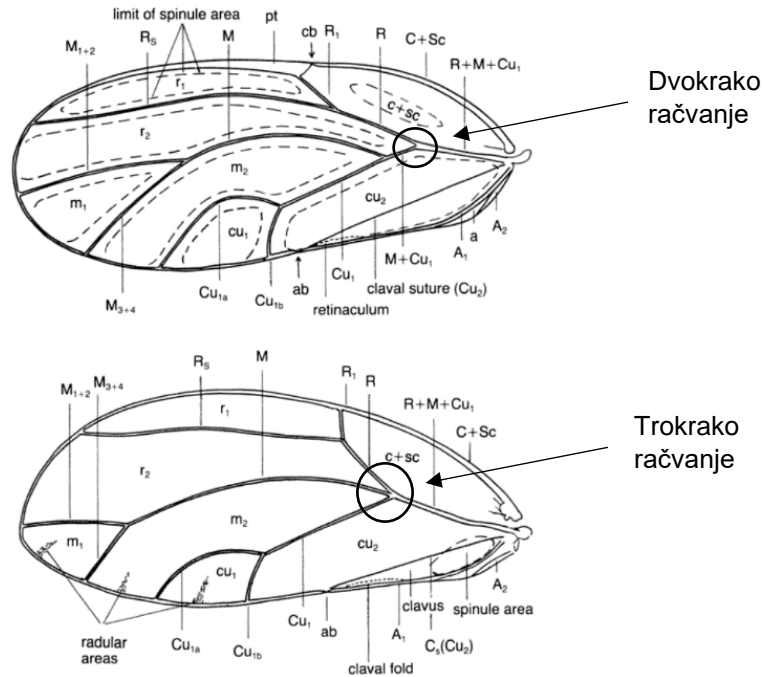 limit of spinule area
pt
cb
M1+2
RS
M
R1
R
C+Sc
R+M+Cu1
r1
c+sc
Dvokrako
račvanje
r2
m2
m1
cu2
cu1
A2
a
A1
M+Cu1
Cu1
claval suture (Cu2)
M3+4
Cu1a
Cu1b
ab
retinaculum
M1+2
M3+4
RS
M
R1
R
R+M+Cu1
C+Sc
r1
c+sc
Trokrako
račvanje
r2
m2
m1
cu2
cu1
A2
clavus
spinule area
radular
areas
Cu1a
Cu1b
Cu1
ab
A1
Cs(Cu2)
claval fold